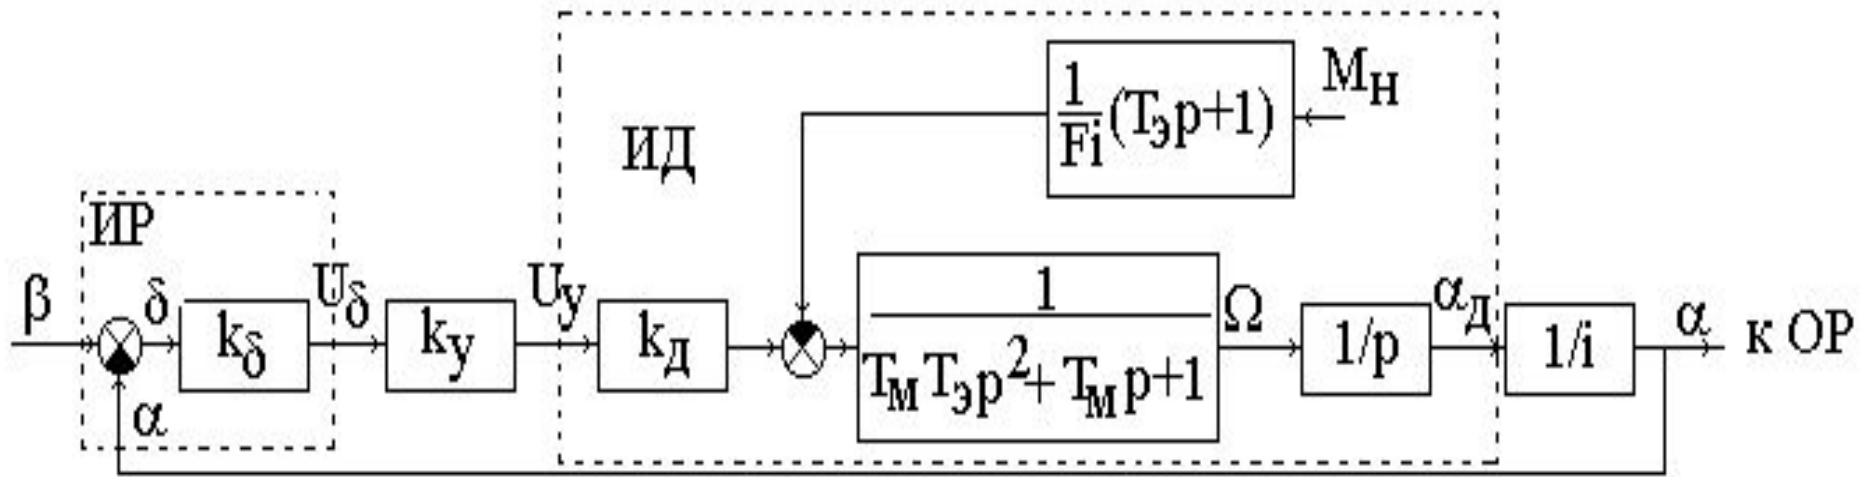 1/Fi (Tэp+1)
Mн
ИД
ИР
β
δ
kδ
Uδ
kу
Uу
kд
1/(TмTэp²+Tмp+1)
Ω
1/p
αд
1/i
α
к ОР
α